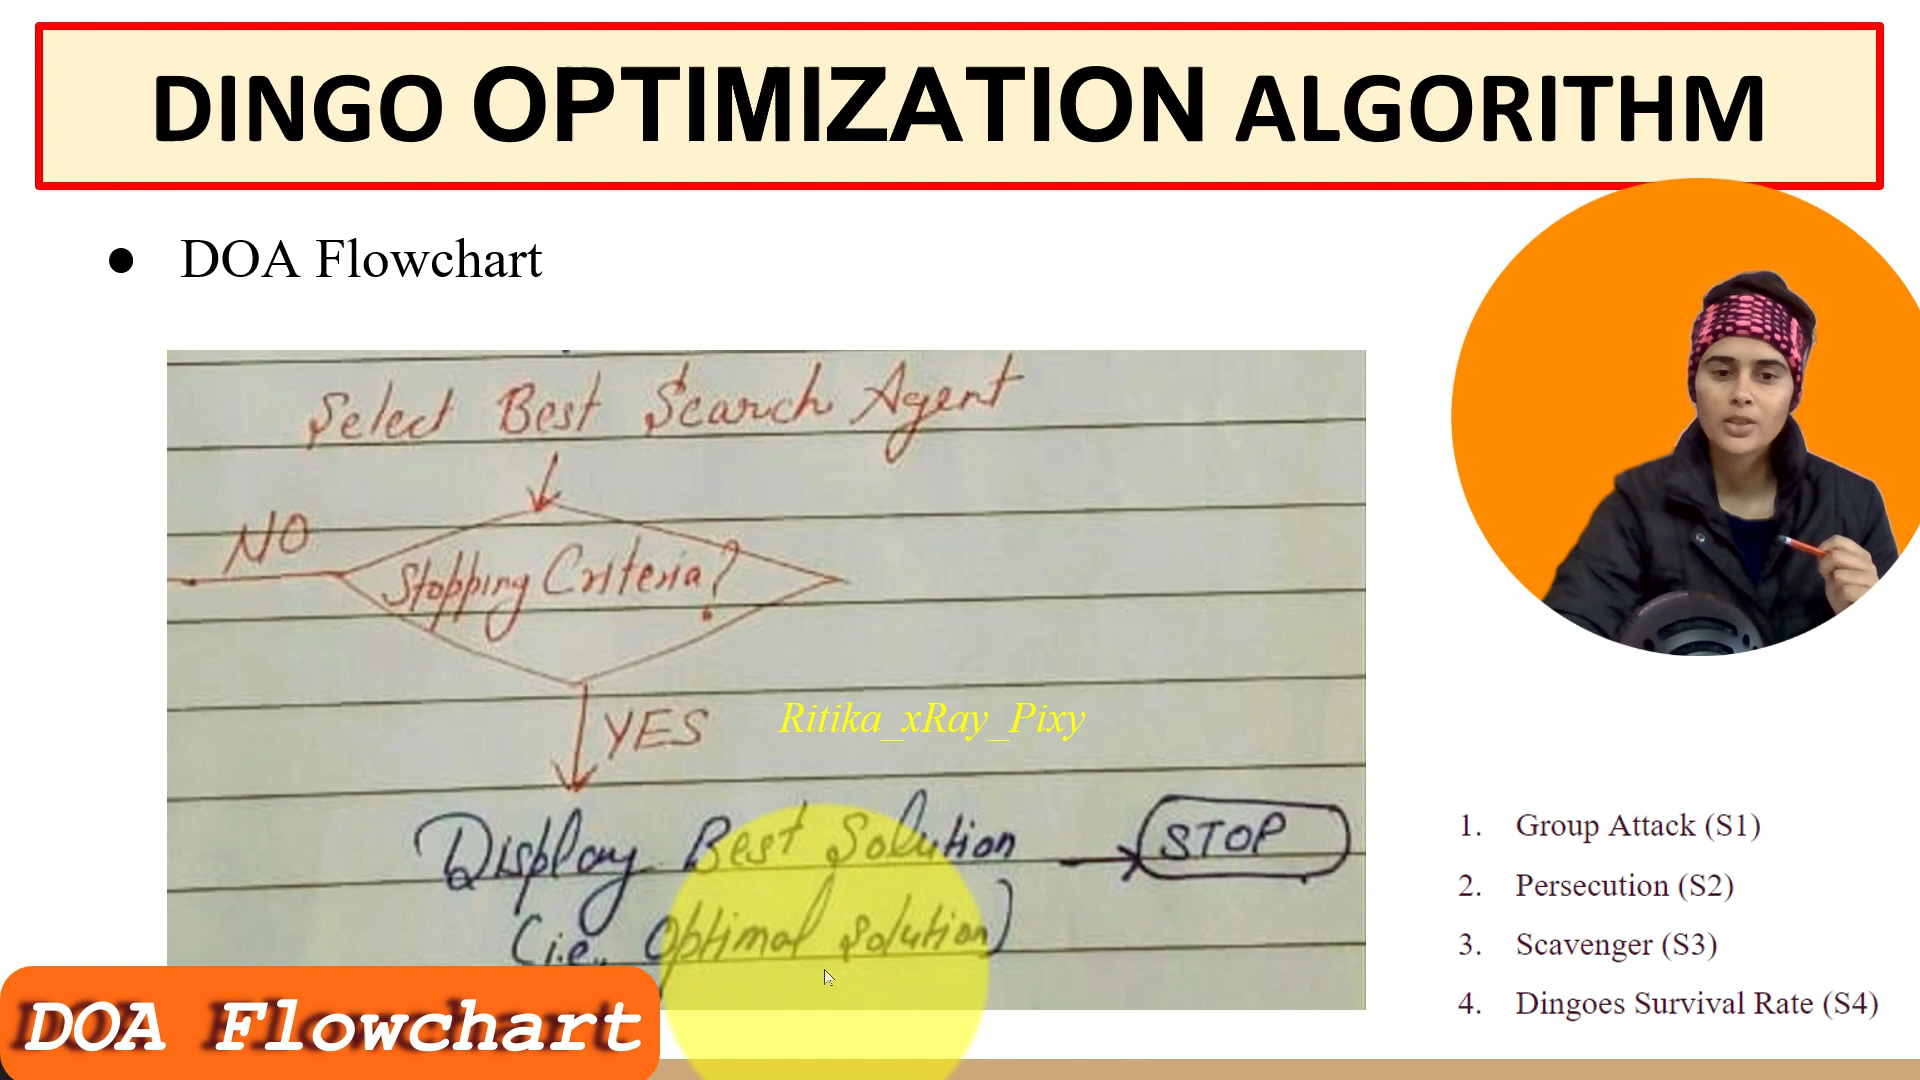 DINGO OPTIMIZATION ALGORITHM
● DOA Flowchart
Select Best Search Agent
NO
Stopping Criteria?
YES
Ritika_xRay_Pixy
Display Best Solution
STOP
(i.e. Optimal solution)
1. Group Attack (S1)
2. Persecution (S2)
3. Scavenger (S3)
4. Dingoes Survival Rate (S4)
DOA Flowchart